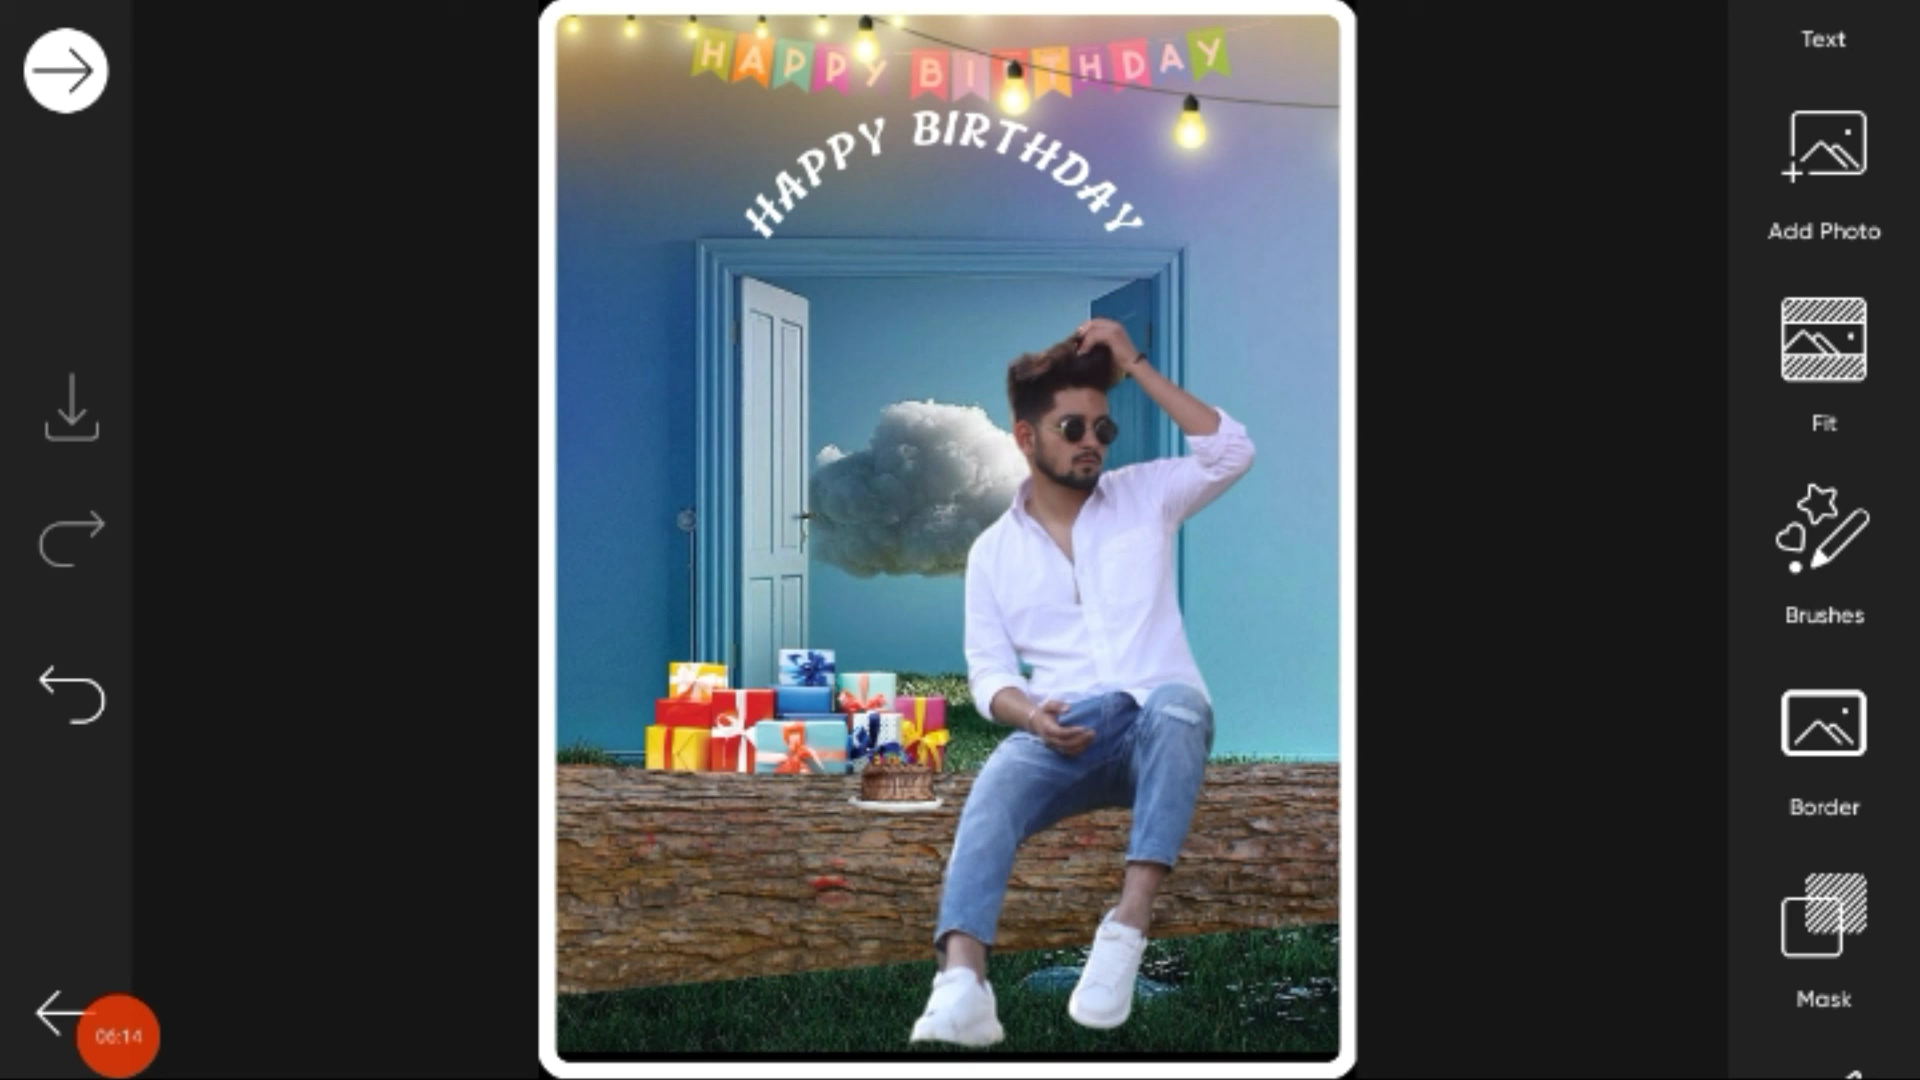 Text
HAPPY BIRTHDAY
HAPPY BIRTHDAY
Add Photo
Fit
Brushes
Border
Mask
06:14